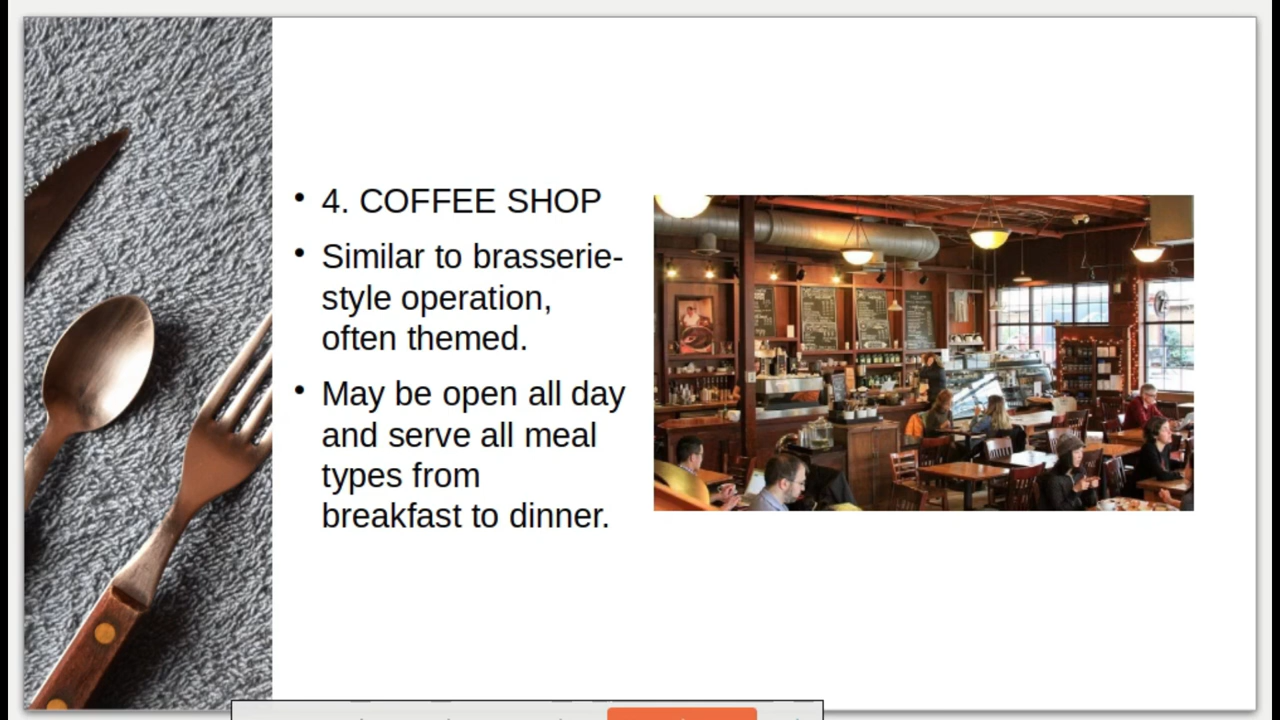 • 4. COFFEE SHOP
• Similar to brasserie-
style operation,
often themed.
• May be open all day
and serve all meal
types from
breakfast to dinner.